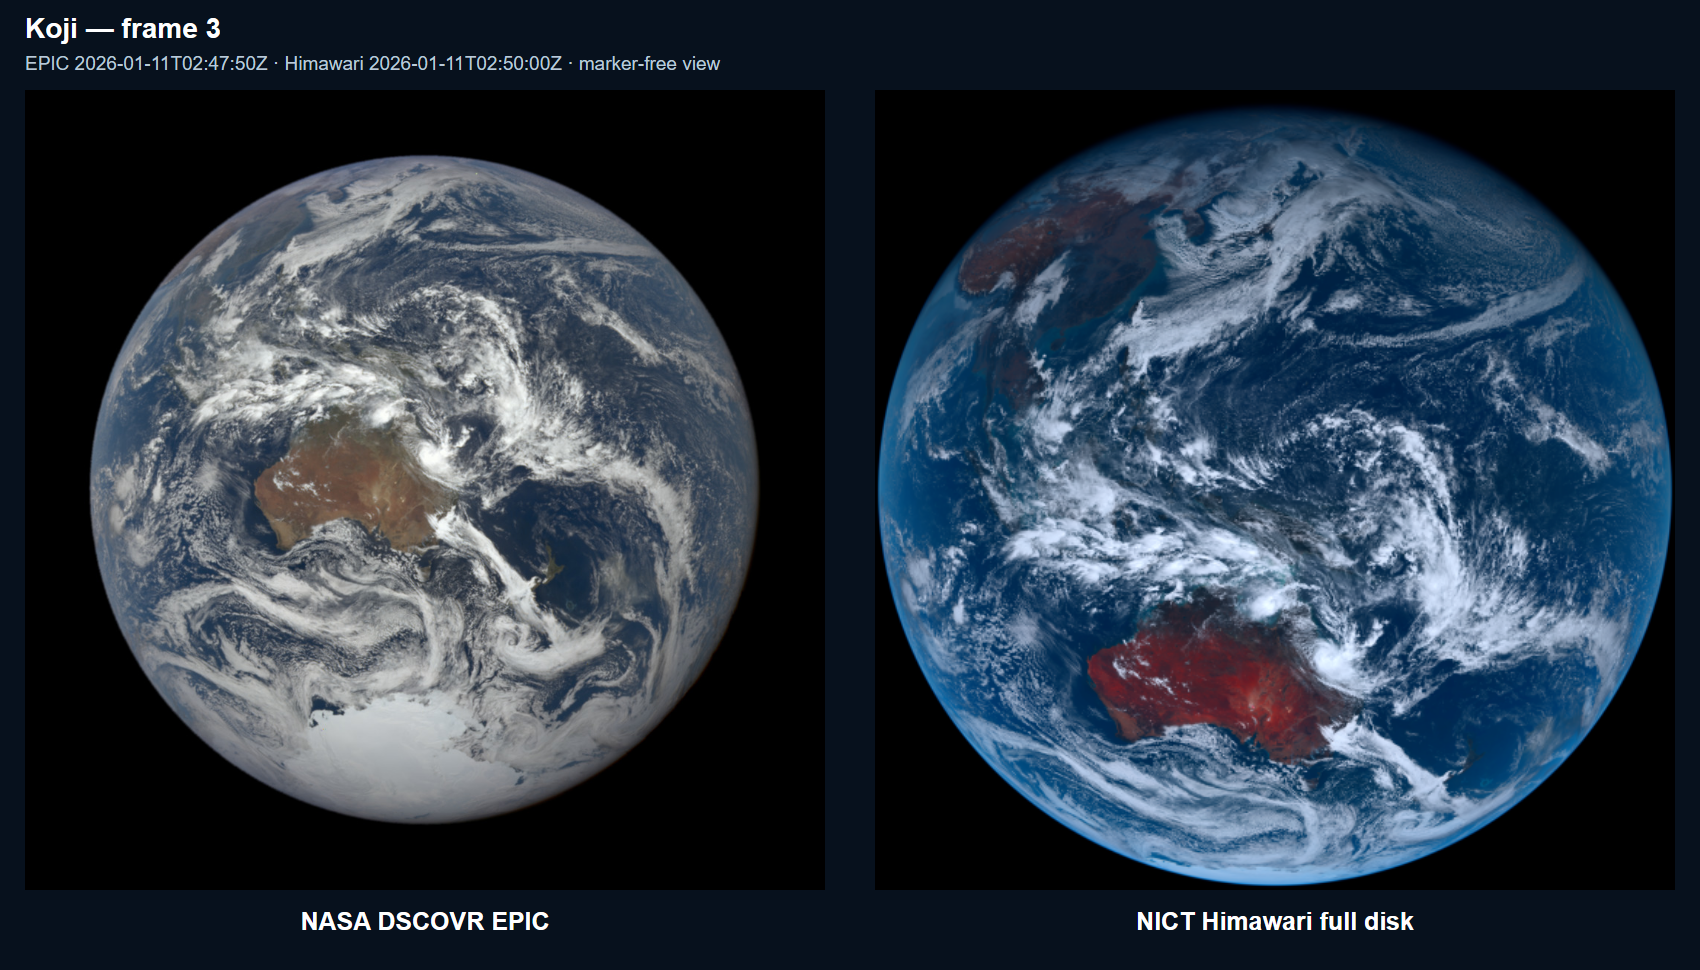 Koji — frame 3
EPIC 2026-01-11T02:47:50Z · Himawari 2026-01-11T02:50:00Z · marker-free view
NASA DSCOVR EPIC
NICT Himawari full disk